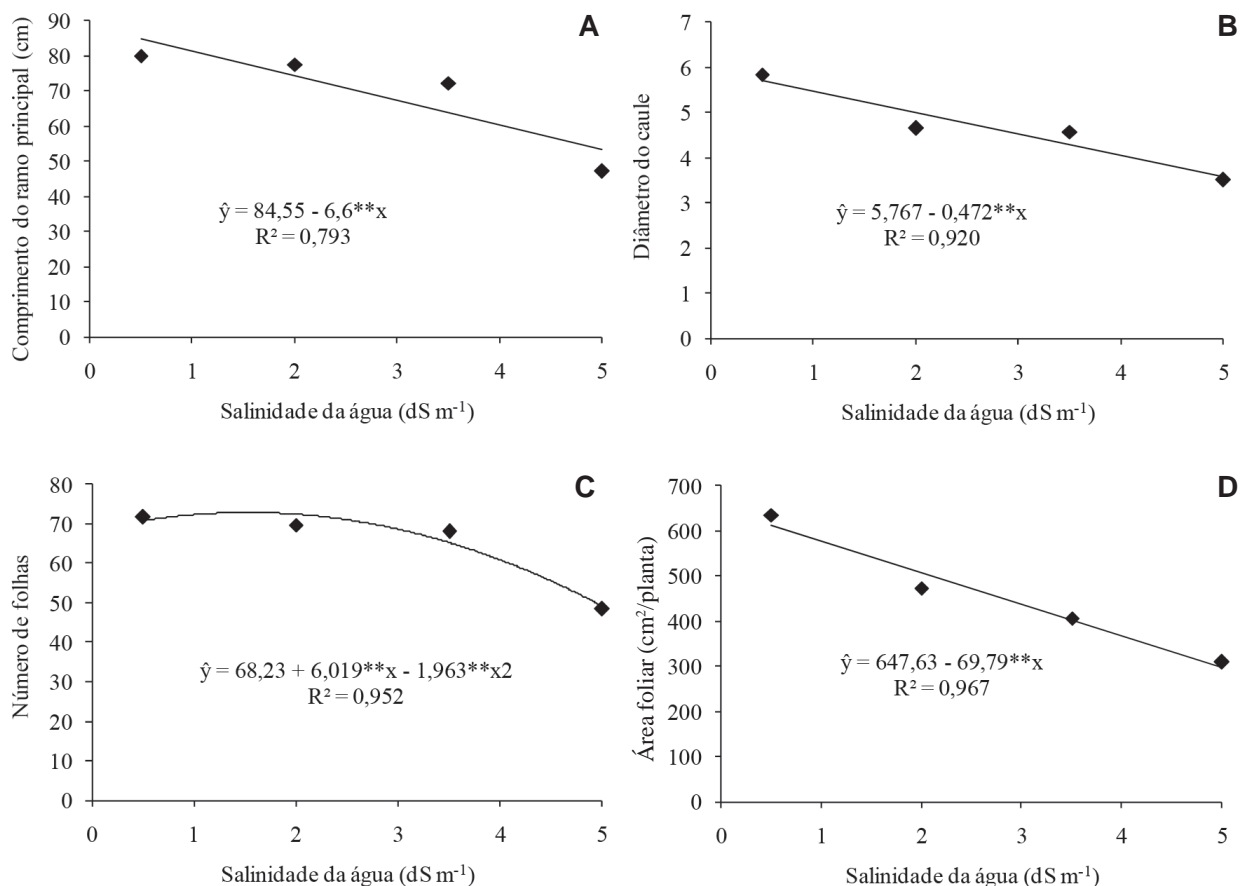 A
Comprimento do ramo principal (cm)
90
80
70
60
50
40
30
20
10
0
ŷ = 84,55 - 6,6**x
R² = 0,793
0 1 2 3 4 5
Salinidade da água (dS m⁻¹)
B
Diâmetro do caule
7
6
5
4
3
2
1
0
ŷ = 5,767 - 0,472**x
R² = 0,920
0 1 2 3 4 5
Salinidade da água (dS m⁻¹)
C
Número de folhas
80
70
60
50
40
30
20
10
0
ŷ = 68,23 + 6,019**x - 1,963**x2
R² = 0,952
0 1 2 3 4 5
Salinidade da água (dS m⁻¹)
D
Área foliar (cm²/planta)
700
600
500
400
300
200
100
0
ŷ = 647,63 - 69,79**x
R² = 0,967
0 1 2 3 4 5
Salinidade da água (dS m⁻¹)